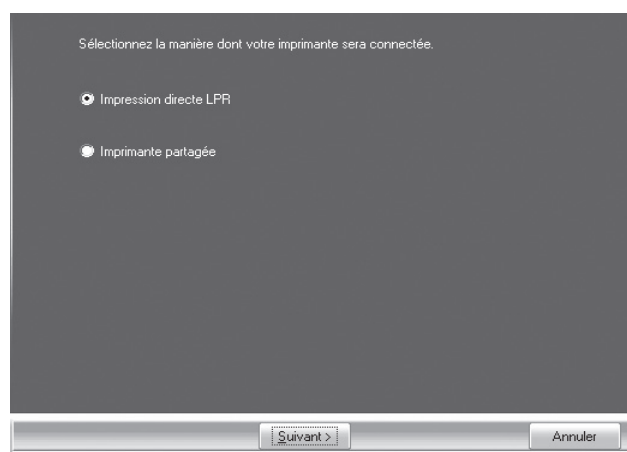 Sélectionnez la manière dont votre imprimante sera connectée.
Impression directe LPR
Imprimante partagée
Suivant >
Annuler